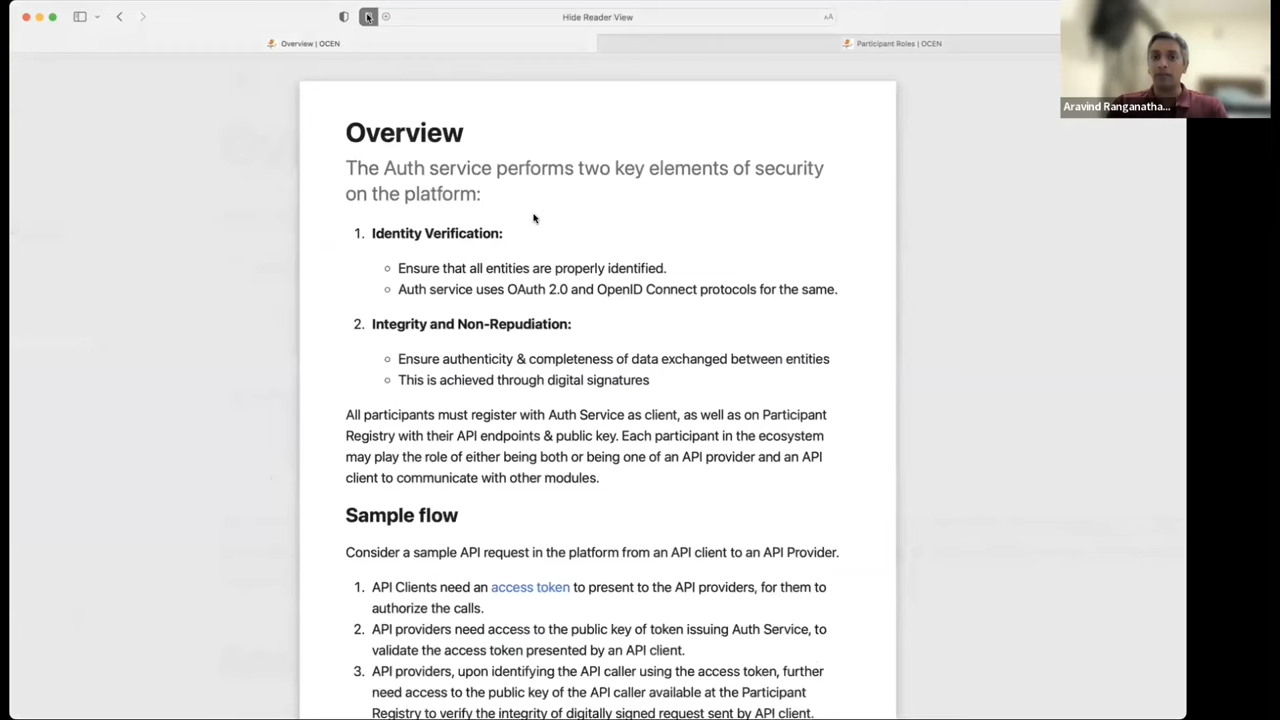 Hide Reader View
AA
Overview | OCEN
Participant Roles | OCEN
Aravind Ranganatha...
Overview
The Auth service performs two key elements of security
on the platform:
1. Identity Verification:
Ensure that all entities are properly identified.
Auth service uses OAuth 2.0 and OpenID Connect protocols for the same.
2. Integrity and Non-Repudiation:
Ensure authenticity & completeness of data exchanged between entities
This is achieved through digital signatures
All participants must register with Auth Service as client, as well as on Participant
Registry with their API endpoints & public key. Each participant in the ecosystem
may play the role of either being both or being one of an API provider and an API
client to communicate with other modules.
Sample flow
Consider a sample API request in the platform from an API client to an API Provider.
1. API Clients need an access token to present to the API providers, for them to
authorize the calls.
2. API providers need access to the public key of token issuing Auth Service, to
validate the access token presented by an API client.
3. API providers, upon identifying the API caller using the access token, further
need access to the public key of the API caller available at the Participant
Registry to verify the integrity of digitally signed request sent by API client.